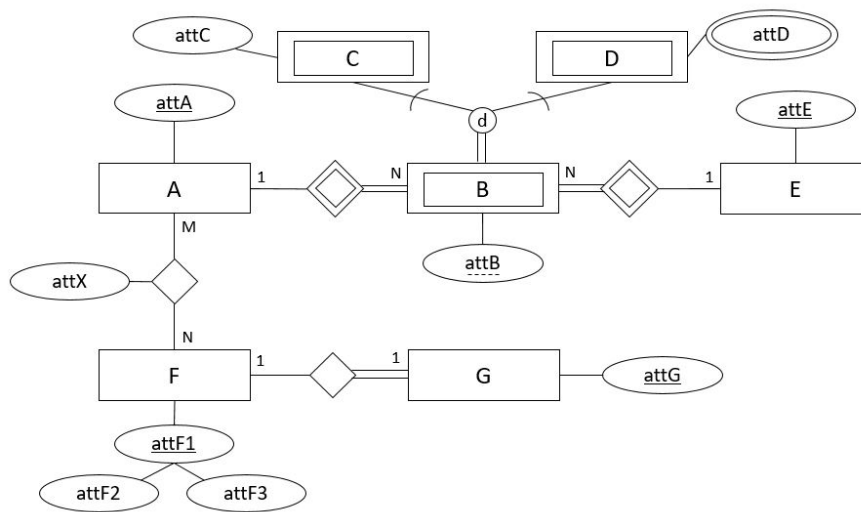 attC
C
D
attD
attA
d
attE
A
1
N
B
N
1
E
M
attB
attX
N
F
1
1
G
attG
attF1
attF2
attF3